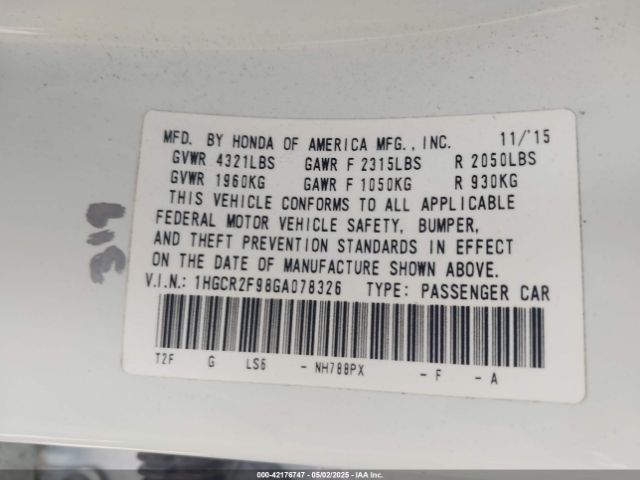 MFD. BY HONDA OF AMERICA MFG., INC. 11/'15
GVWR 4321LBS GAWR F 2315LBS R 2050LBS
GVWR 1960KG GAWR F 1050KG R 930KG
THIS VEHICLE CONFORMS TO ALL APPLICABLE
FEDERAL MOTOR VEHICLE SAFETY, BUMPER,
AND THEFT PREVENTION STANDARDS IN EFFECT
ON THE DATE OF MANUFACTURE SHOWN ABOVE.
V.I.N.: 1HGCR2F98GA078326 TYPE: PASSENGER CAR
T2F G LS6 - NH788PX - F - A
319
000-42176747 - 05/02/2025 - IAA Inc.